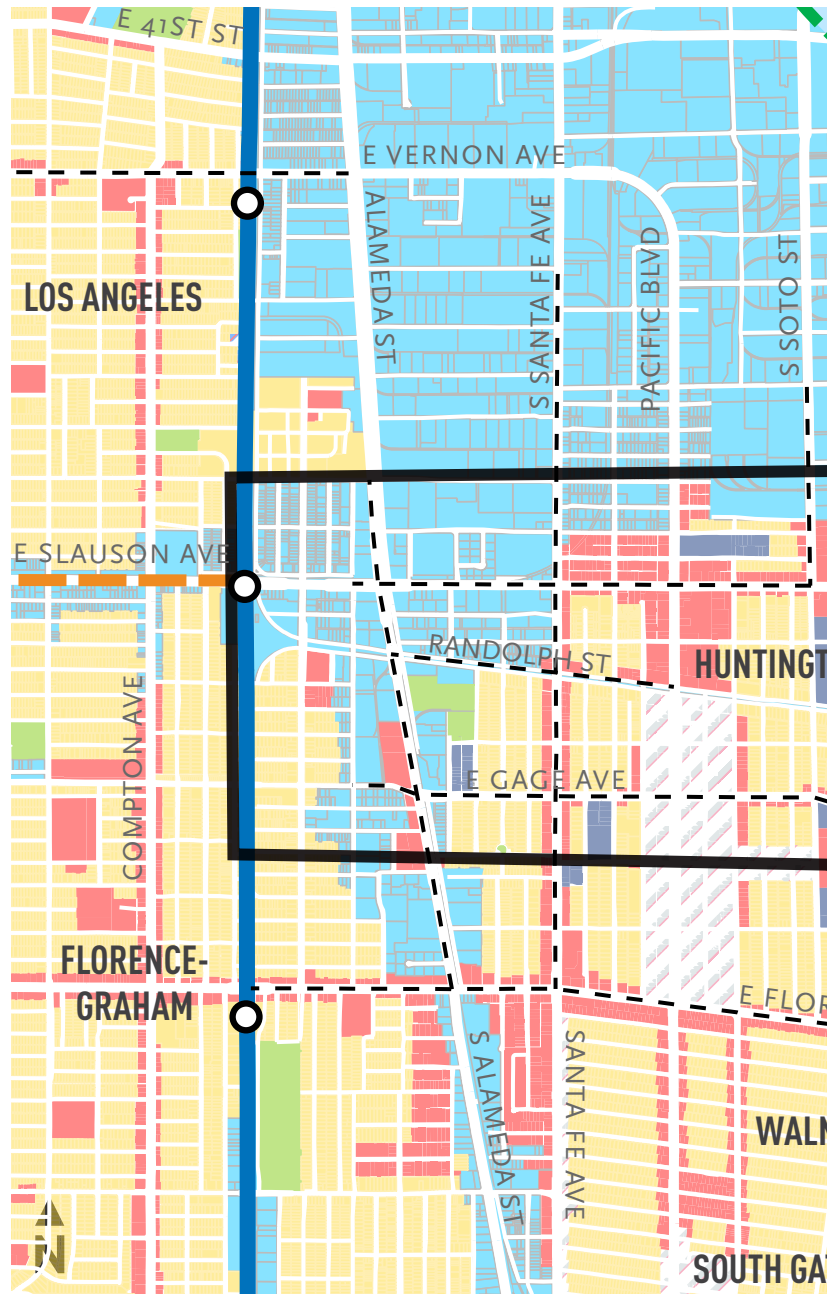 E 41ST ST
E VERNON AVE
ALAMEDA ST
S SANTA FE AVE
PACIFIC BLVD
S SOTO ST
LOS ANGELES
E SLAUSON AVE
RANDOLPH ST
HUNTINGT
COMPTON AVE
E GAGE AVE
FLORENCE-
GRAHAM
E FLOR
S ALAMEDA ST
SANTA FE AVE
WALN
SOUTH GA
N